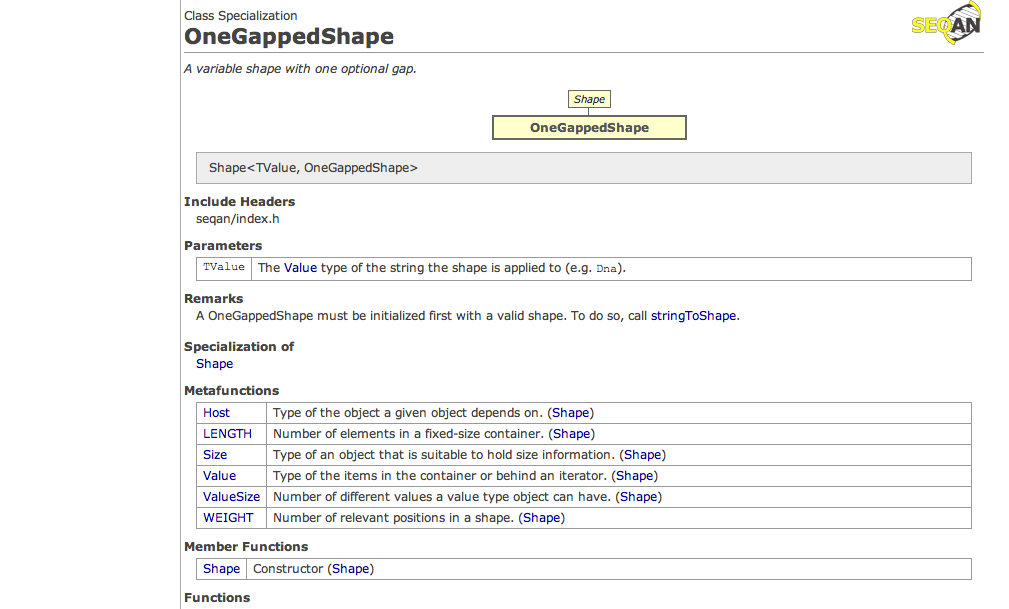 Class Specialization
SEQAN
OneGappedShape
A variable shape with one optional gap.
Shape
OneGappedShape
Shape<TValue, OneGappedShape>
Include Headers
seqan/index.h
Parameters
TValue The Value type of the string the shape is applied to (e.g. Dna).
Remarks
A OneGappedShape must be initialized first with a valid shape. To do so, call stringToShape.
Specialization of
Shape
Metafunctions
Host Type of the object a given object depends on. (Shape)
LENGTH Number of elements in a fixed-size container. (Shape)
Size Type of an object that is suitable to hold size information. (Shape)
Value Type of the items in the container or behind an iterator. (Shape)
ValueSize Number of different values a value type object can have. (Shape)
WEIGHT Number of relevant positions in a shape. (Shape)
Member Functions
Shape Constructor (Shape)
Functions